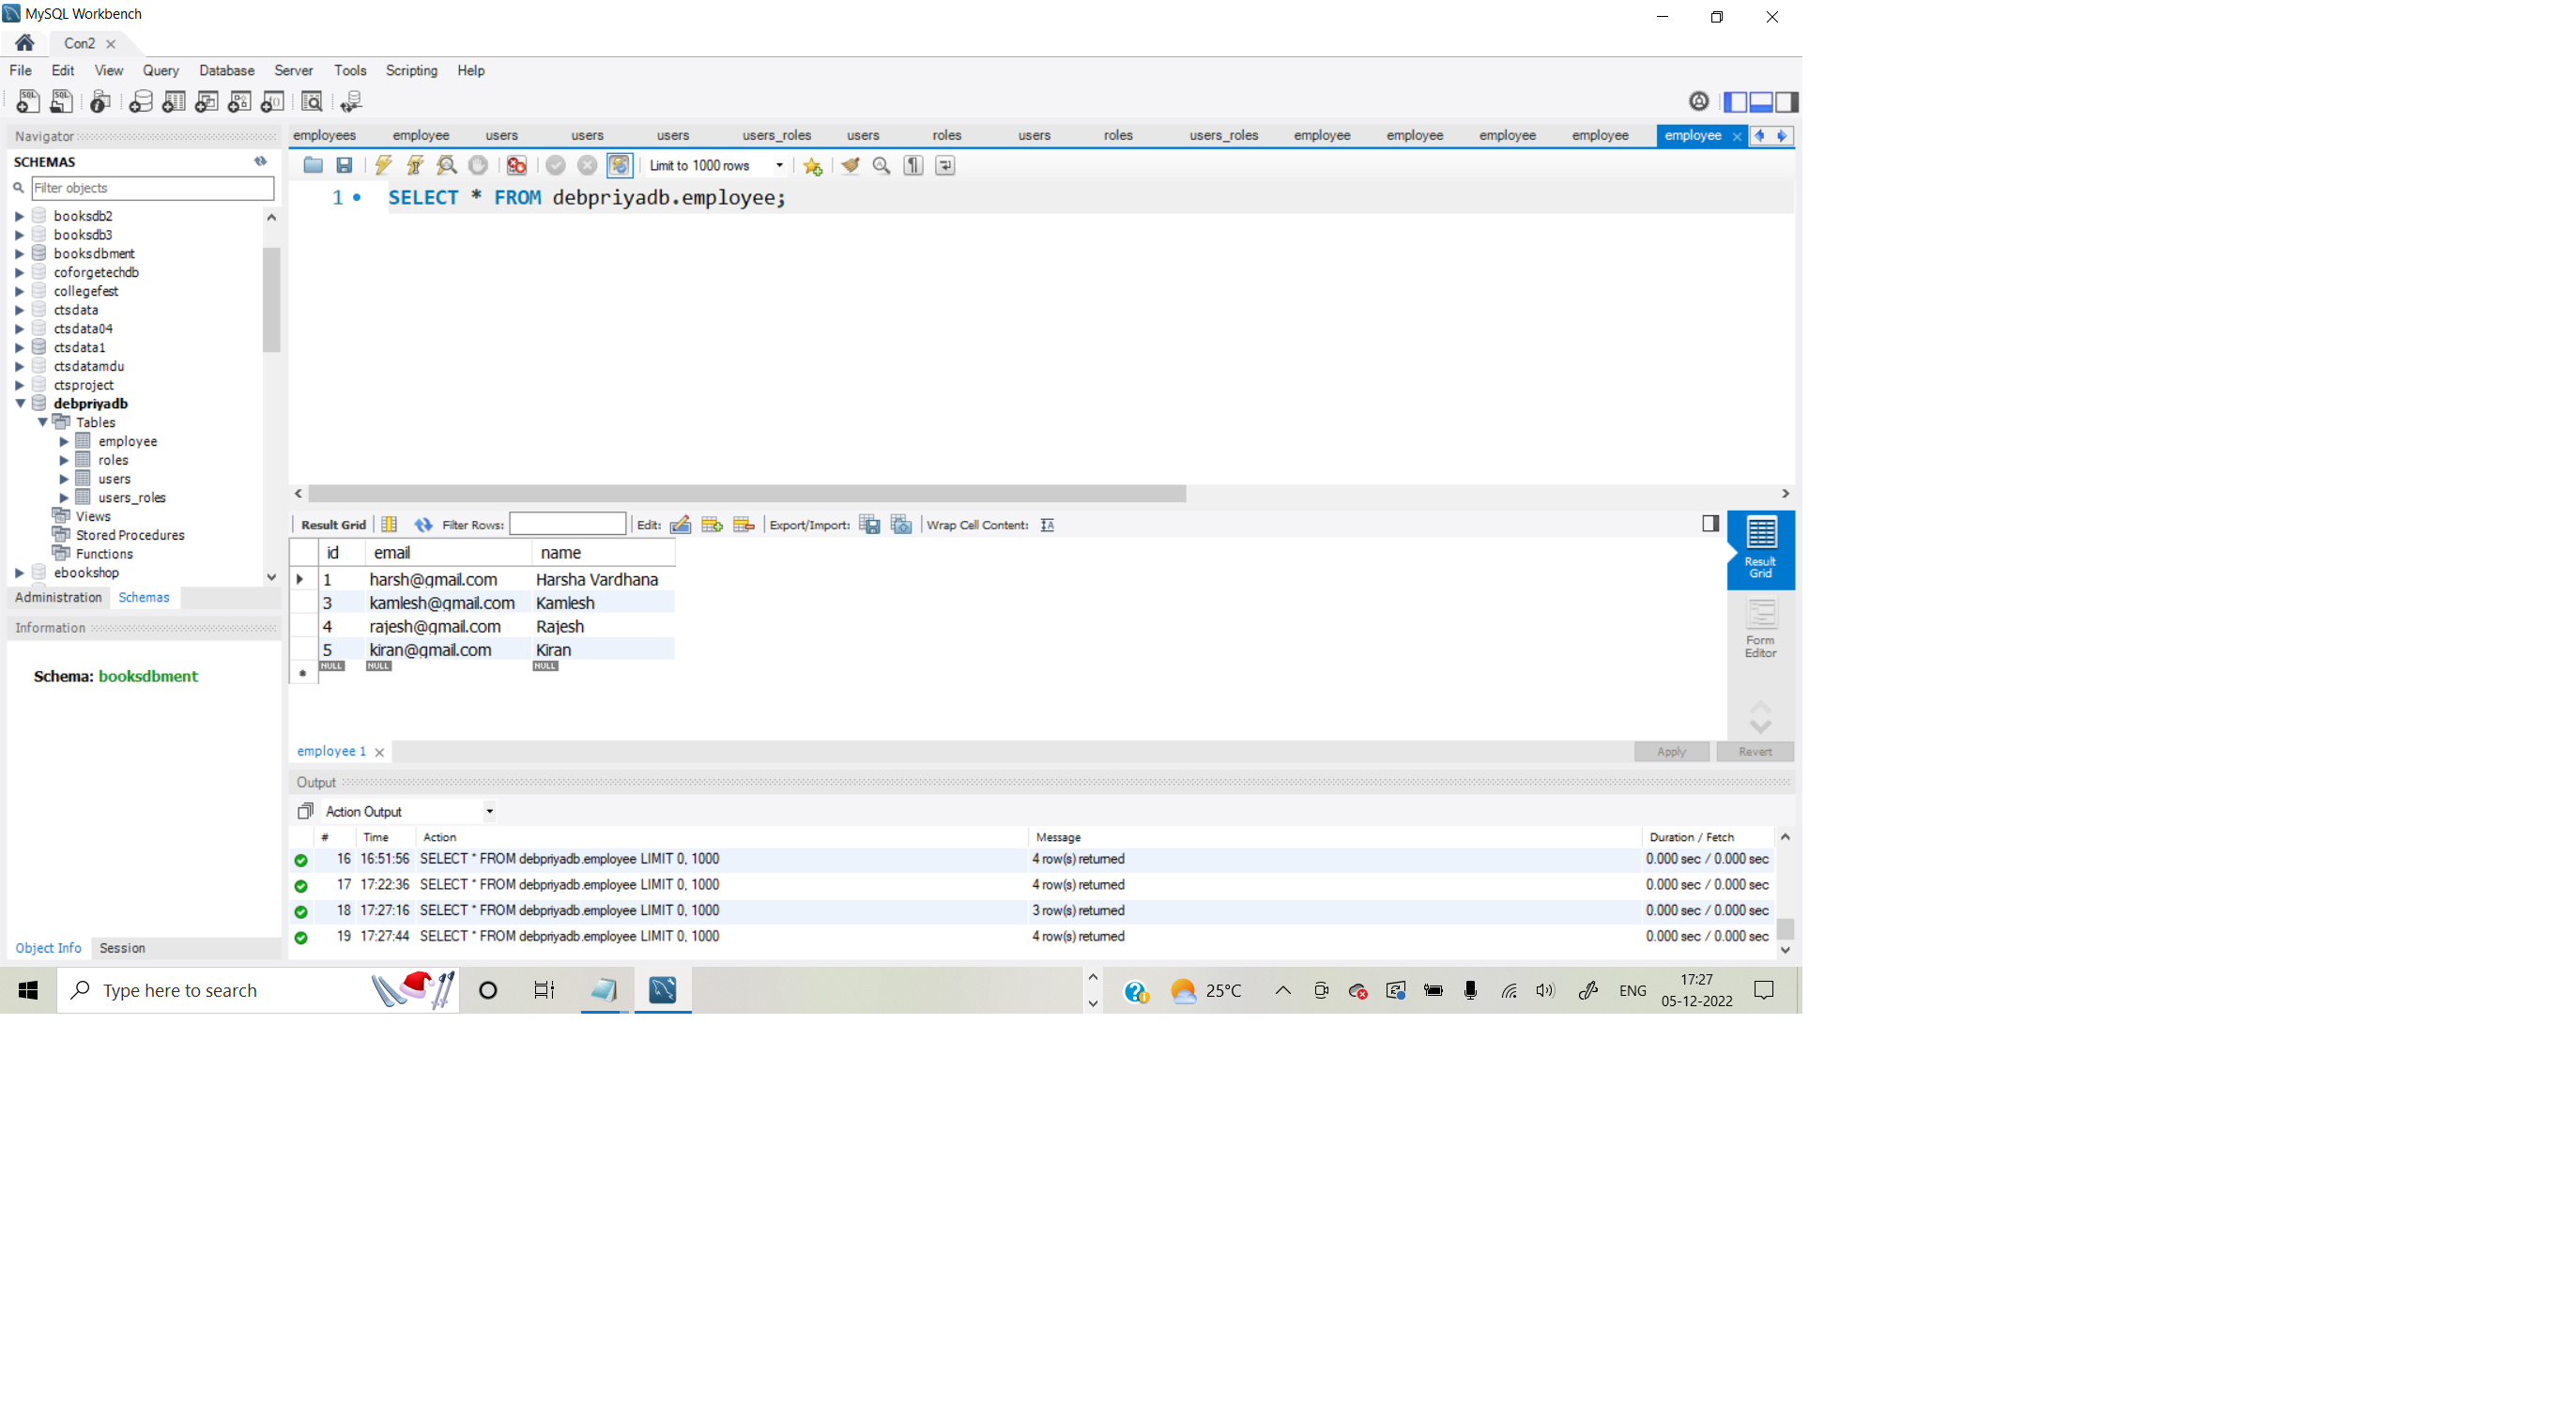 MySQL Workbench
Con2
File Edit View Query Database Server Tools Scripting Help
Navigator
SCHEMAS
Filter objects
booksdb2
booksdb3
booksdbment
coforgetechdb
collegefest
ctsdata
ctsdata04
ctsdata1
ctsdatamdu
ctsproject
debpriyadb
Tables
employee
roles
users
users_roles
Views
Stored Procedures
Functions
ebookshop
Administration Schemas
Information
Schema: booksdbment
Object Info Session
employees employee users users users users_roles users roles users roles users_roles employee employee employee employee employee
Limit to 1000 rows
1 SELECT * FROM debpriyadb.employee;
Result Grid Filter Rows: Edit: Export/Import: Wrap Cell Content:
id email name
1 harsh@gmail.com Harsha Vardhana
3 kamlesh@gmail.com Kamlesh
4 rajesh@gmail.com Rajesh
5 kiran@gmail.com Kiran
NULL NULL NULL
Result
Grid
Form
Editor
employee 1
Apply Revert
Output
Action Output
# Time Action Message Duration / Fetch
16 16:51:56 SELECT * FROM debpriyadb.employee LIMIT 0, 1000 4 row(s) returned 0.000 sec / 0.000 sec
17 17:22:36 SELECT * FROM debpriyadb.employee LIMIT 0, 1000 4 row(s) returned 0.000 sec / 0.000 sec
18 17:27:16 SELECT * FROM debpriyadb.employee LIMIT 0, 1000 3 row(s) returned 0.000 sec / 0.000 sec
19 17:27:44 SELECT * FROM debpriyadb.employee LIMIT 0, 1000 4 row(s) returned 0.000 sec / 0.000 sec
Type here to search
25°C
ENG
17:27
05-12-2022